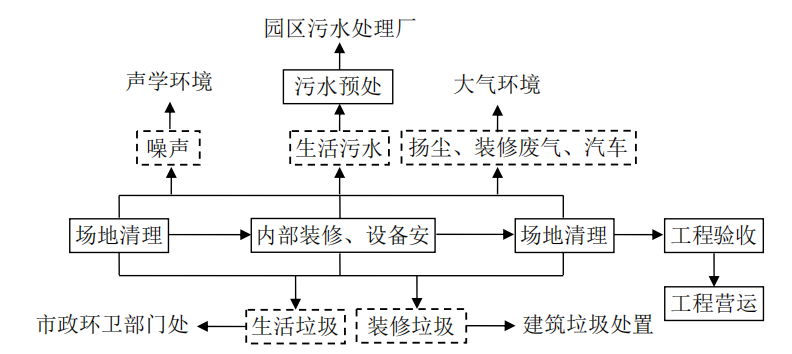 园区污水处理厂
声学环境
污水预处
大气环境
噪声
生活污水
扬尘、装修废气、汽车
场地清理
内部装修、设备安
场地清理
工程验收
工程营运
市政环卫部门处
生活垃圾
装修垃圾
建筑垃圾处置